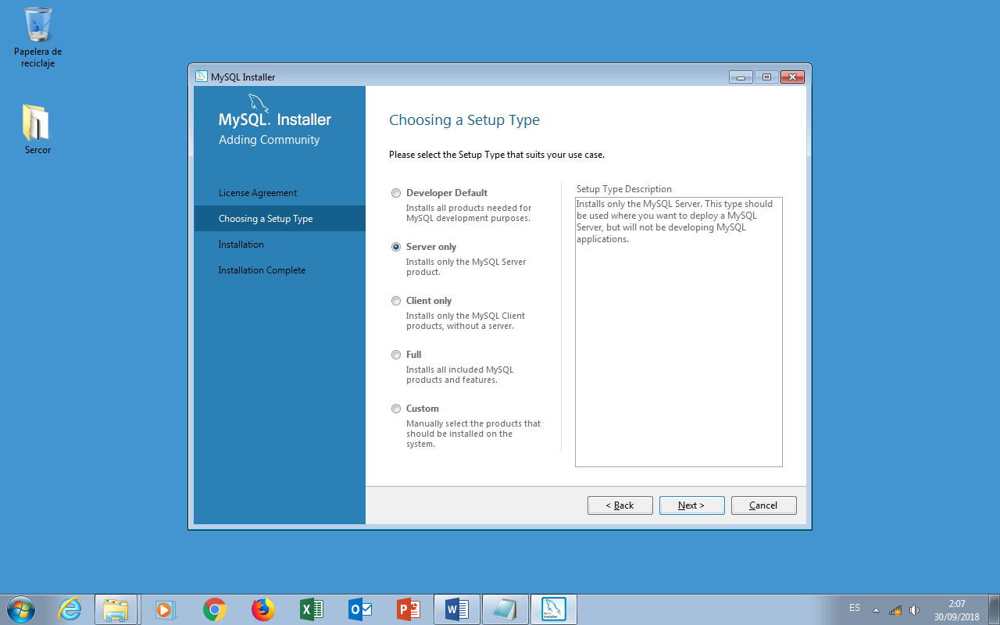 Papelera de
reciclaje
Sercor
MySQL Installer
MySQL. Installer
Adding Community
License Agreement
Choosing a Setup Type
Installation
Installation Complete
Choosing a Setup Type
Please select the Setup Type that suits your use case.
Developer Default
Installs all products needed for
MySQL development purposes.
Server only
Installs only the MySQL Server
product.
Client only
Installs only the MySQL Client
products, without a server.
Full
Installs all included MySQL
products and features.
Custom
Manually select the products that
should be installed on the
system.
Setup Type Description
Installs only the MySQL Server. This type should
be used where you want to deploy a MySQL
Server, but will not be developing MySQL
applications.
< Back
Next >
Cancel
ES
2:07
30/09/2018